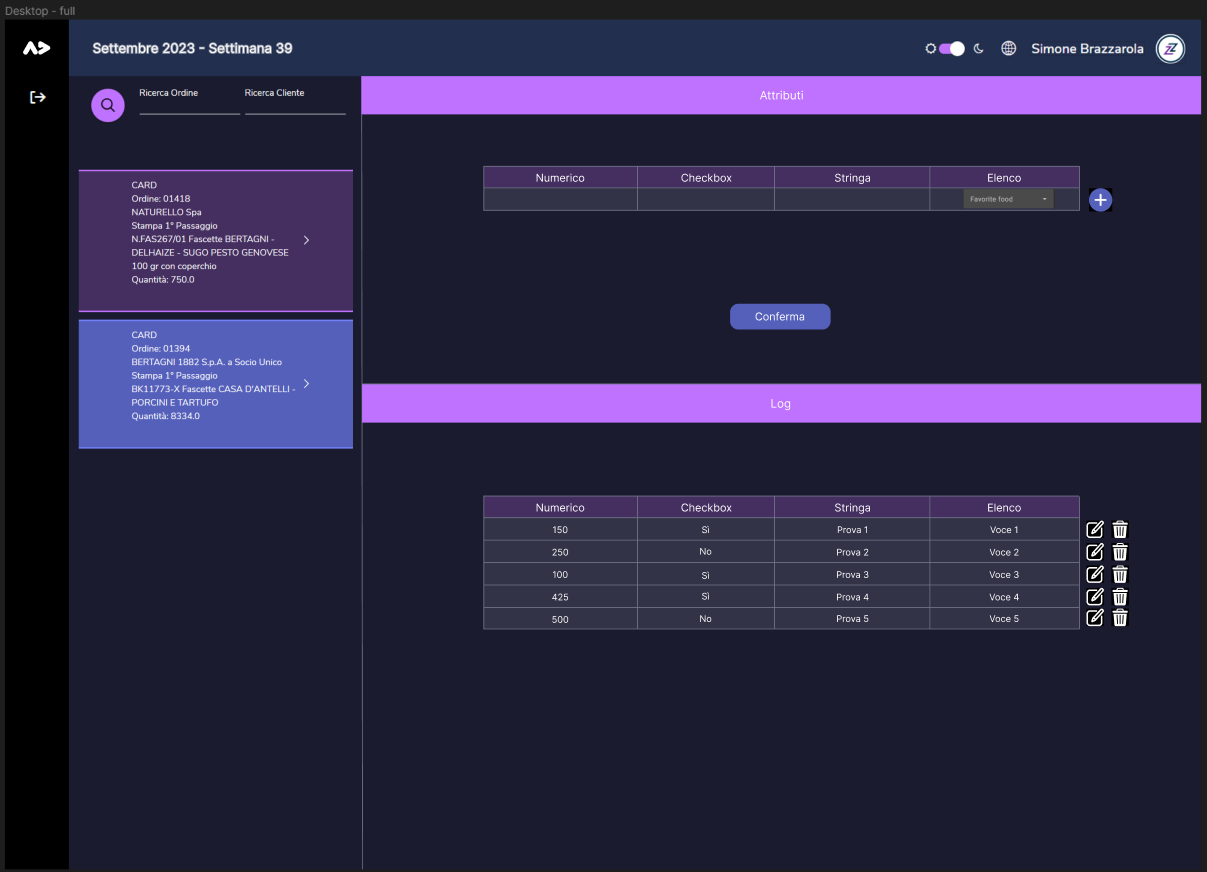 Desktop - full
Settembre 2023 - Settimana 39
Simone Brazzarola
Ricerca Ordine
Ricerca Cliente
CARD
Ordine: 01418
NATURELLO Spa
Stampa 1° Passaggio
N.FAS267/01 Fascette BERTAGNI -
DELHAIZE - SUGO PESTO GENOVESE
100 gr con coperchio
Quantità: 750.0
CARD
Ordine: 01394
BERTAGNI 1882 S.p.A. a Socio Unico
Stampa 1° Passaggio
BK11773-X Fascette CASA D'ANTELLI -
PORCINI E TARTUFO
Quantità: 8334.0
Attributi
Numerico Checkbox Stringa Elenco
Favorite food
Conferma
Log
Numerico Checkbox Stringa Elenco
150 Sì Prova 1 Voce 1
250 No Prova 2 Voce 2
100 Sì Prova 3 Voce 3
425 Sì Prova 4 Voce 4
500 No Prova 5 Voce 5